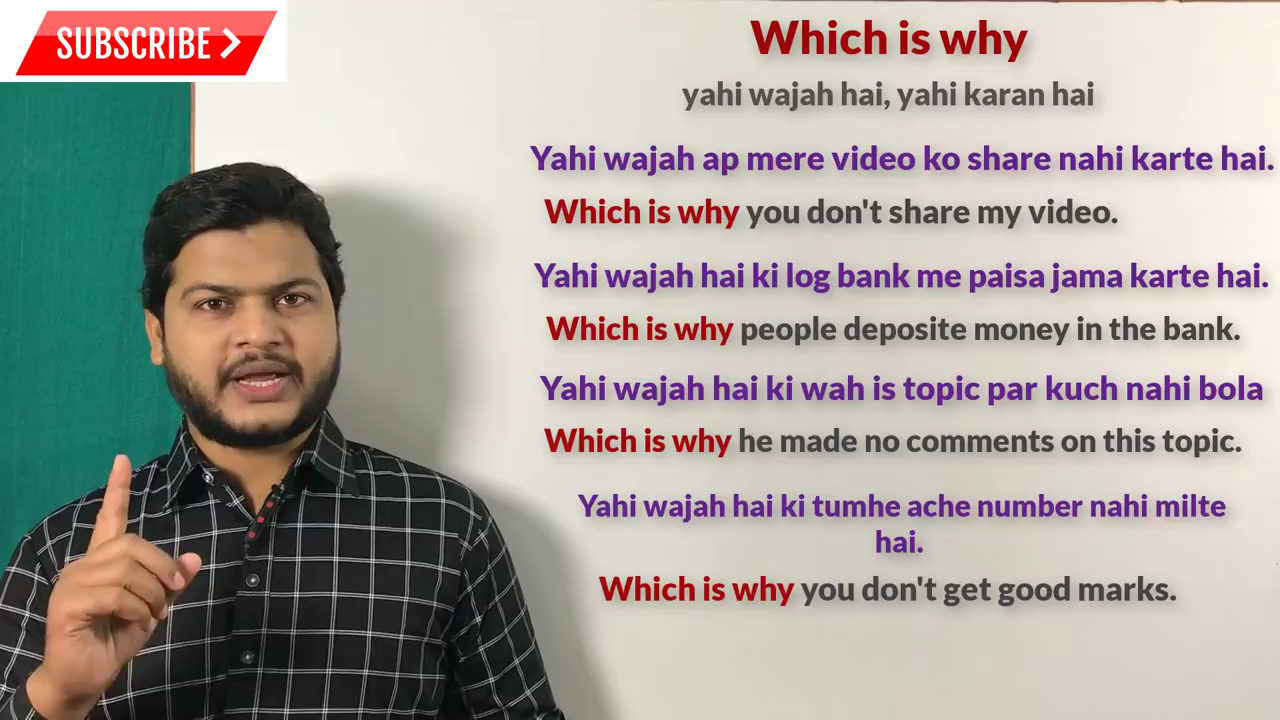 SUBSCRIBE
Which is why
yahi wajah hai, yahi karan hai
Yahi wajah ap mere video ko share nahi karte hai.
Which is why you don't share my video.
Yahi wajah hai ki log bank me paisa jama karte hai.
Which is why people deposite money in the bank.
Yahi wajah hai ki wah is topic par kuch nahi bola
Which is why he made no comments on this topic.
Yahi wajah hai ki tumhe ache number nahi milte
hai.
Which is why you don't get good marks.